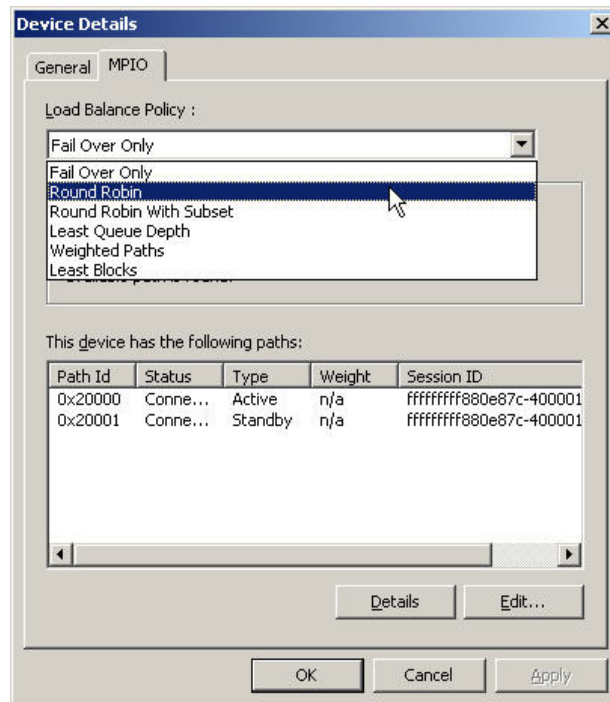 Device Details
General MPIO
Load Balance Policy :
Fail Over Only
Fail Over Only
Round Robin
Round Robin With Subset
Least Queue Depth
Weighted Paths
Least Blocks
This device has the following paths:
Path Id Status Type Weight Session ID
0x20000 Conne... Active n/a fffffffff880e87c-400001
0x20001 Conne... Standby n/a fffffffff880e87c-400001
Details Edit...
OK Cancel Apply